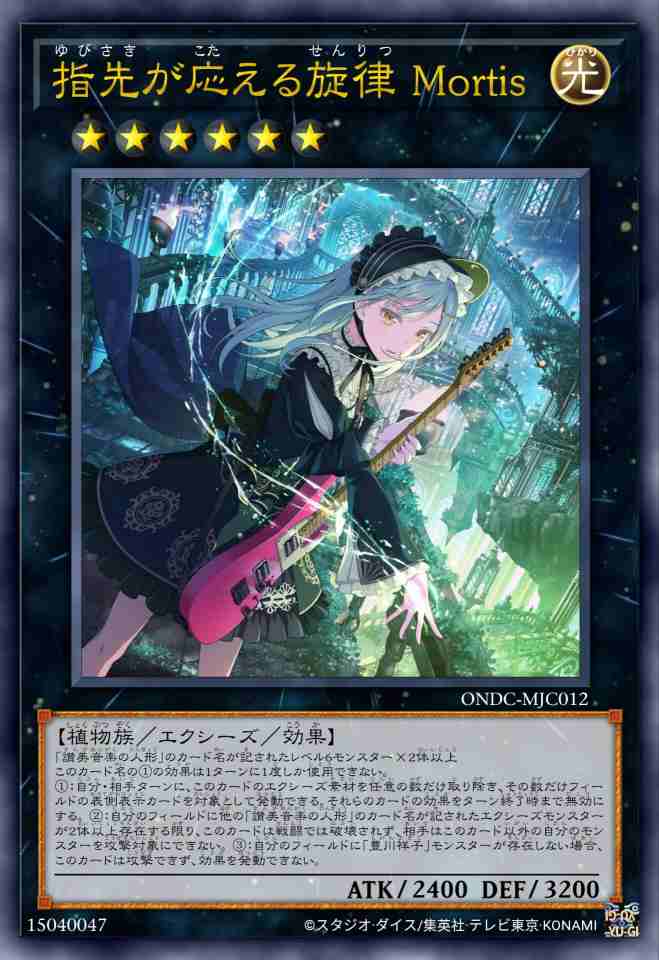 ゆびさき こた せんりつ
指先が応える旋律 Mortis
ひかり
光
ONDC-MJC012
しょくぶつぞく こうか
【植物族／エクシーズ／効果】
「讃美音楽の人形」のカード名が記されたレベル6モンスター×2体以上
このカード名の①の効果は1ターンに1度しか使用できない。
①：自分・相手ターンに、このカードのエクシーズ素材を任意の数だけ取り除き、その数だけフィー
ルドの表側表示カードを対象として発動できる。それらのカードの効果をターン終了時まで無効に
する。②：自分のフィールドに他の「讃美音楽の人形」のカード名が記されたエクシーズモンスター
が2体以上存在する限り、このカードは戦闘では破壊されず、相手はこのカード以外の自分のモン
スターを攻撃対象にできない。③：自分のフィールドに「豊川祥子」モンスターが存在しない場合、
このカードは攻撃できず、効果を発動できない。
ATK/2400 DEF/3200
15040047
©スタジオ・ダイス/集英社・テレビ東京・KONAMI